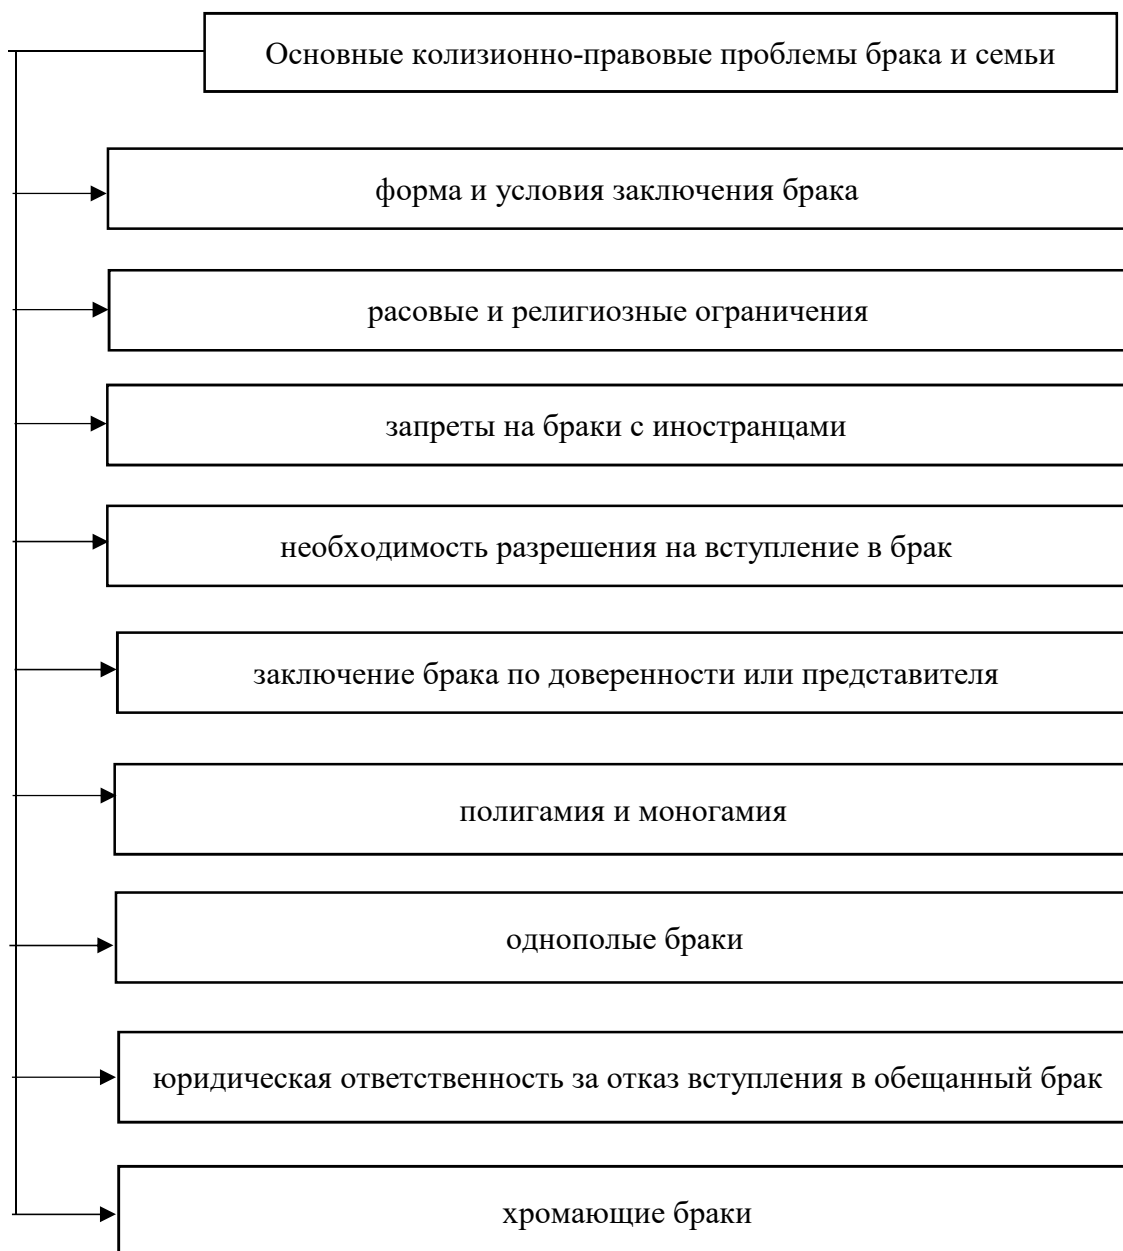 Основные колизионно-правовые проблемы брака и семьи
форма и условия заключения брака
расовые и религиозные ограничения
запреты на браки с иностранцами
необходимость разрешения на вступление в брак
заключение брака по доверенности или представителя
полигамия и моногамия
однополые браки
юридическая ответственность за отказ вступления в обещанный брак
хромающие браки